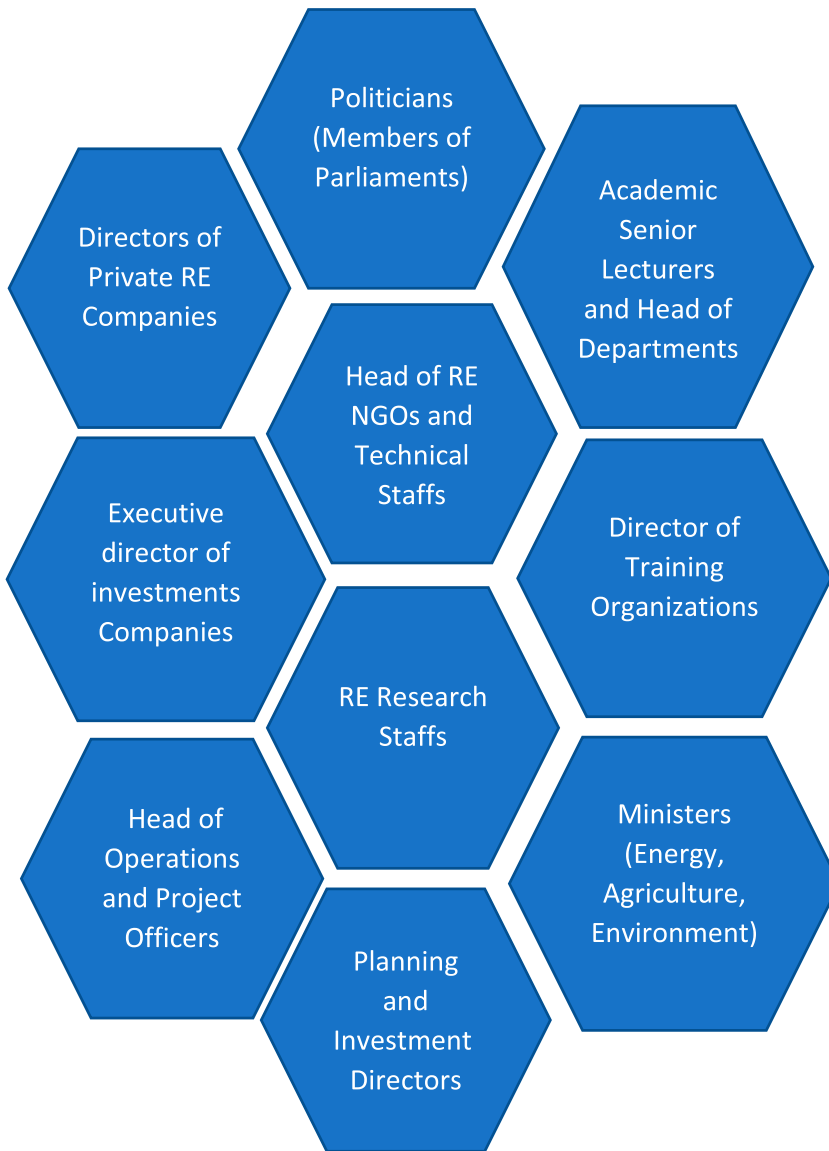 Politicians
(Members of
Parliaments)
Directors of
Private RE
Companies
Academic
Senior
Lecturers
and Head of
Departments
Head of RE
NGOs and
Technical
Staffs
Executive
director of
investments
Companies
Director of
Training
Organizations
RE Research
Staffs
Head of
Operations
and Project
Officers
Ministers
(Energy,
Agriculture,
Environment)
Planning
and
Investment
Directors